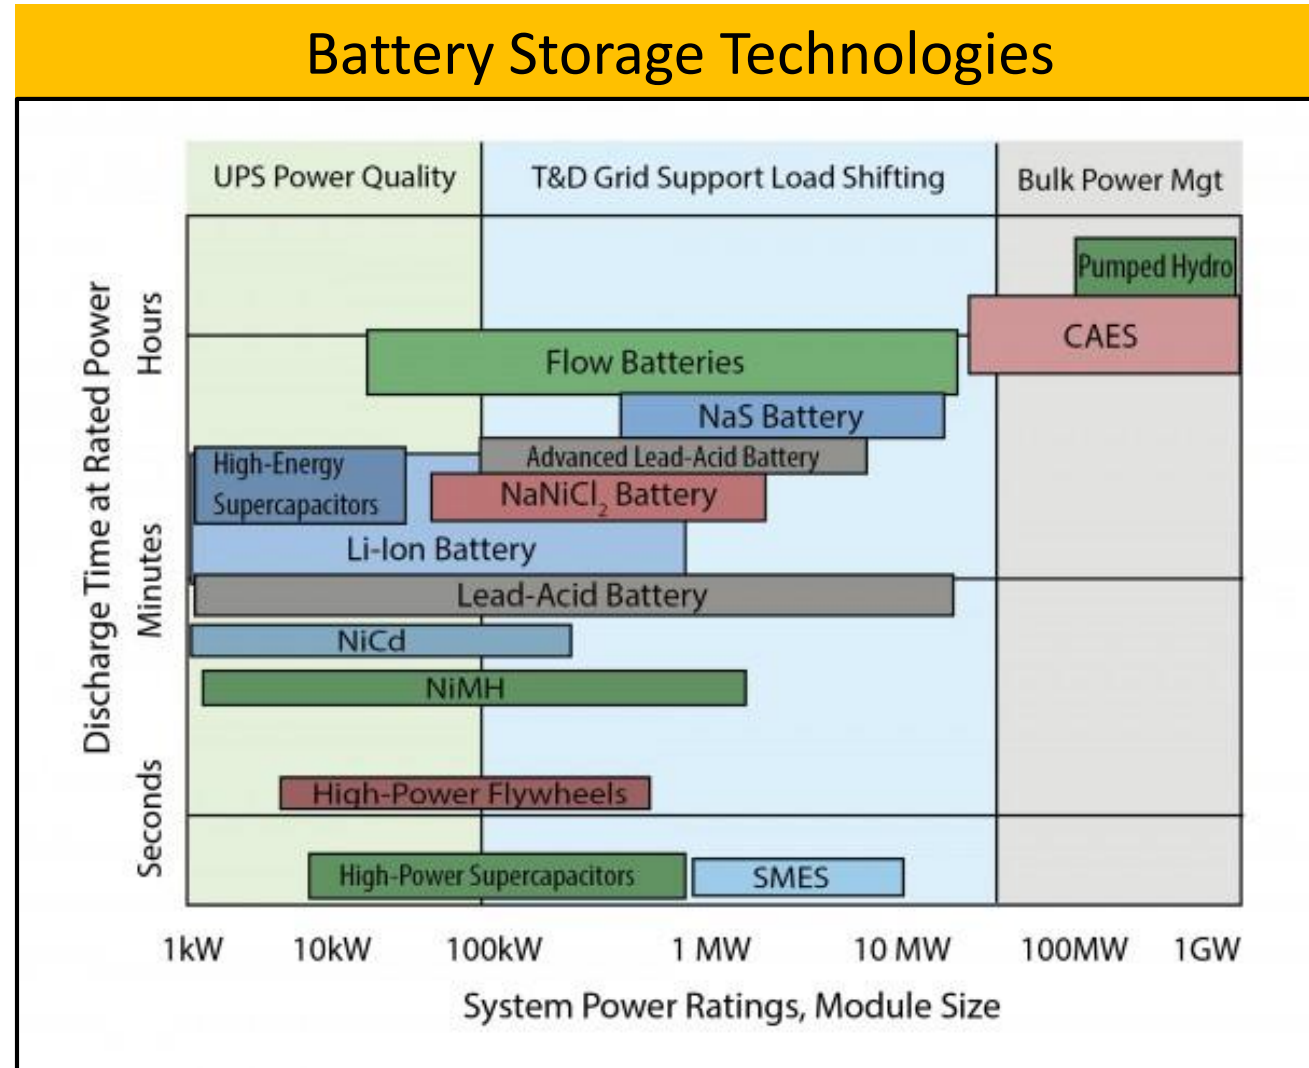 Battery Storage Technologies
UPS Power Quality
T&D Grid Support Load Shifting
Bulk Power Mgt
Discharge Time at Rated Power
Hours
Minutes
Seconds
Pumped Hydro
CAES
Flow Batteries
NaS Battery
Advanced Lead-Acid Battery
High-Energy
Supercapacitors
NaNiCl₂ Battery
Li-Ion Battery
Lead-Acid Battery
NiCd
NiMH
High-Power Flywheels
High-Power Supercapacitors
SMES
1kW 10kW 100kW 1 MW 10 MW 100MW 1GW
System Power Ratings, Module Size